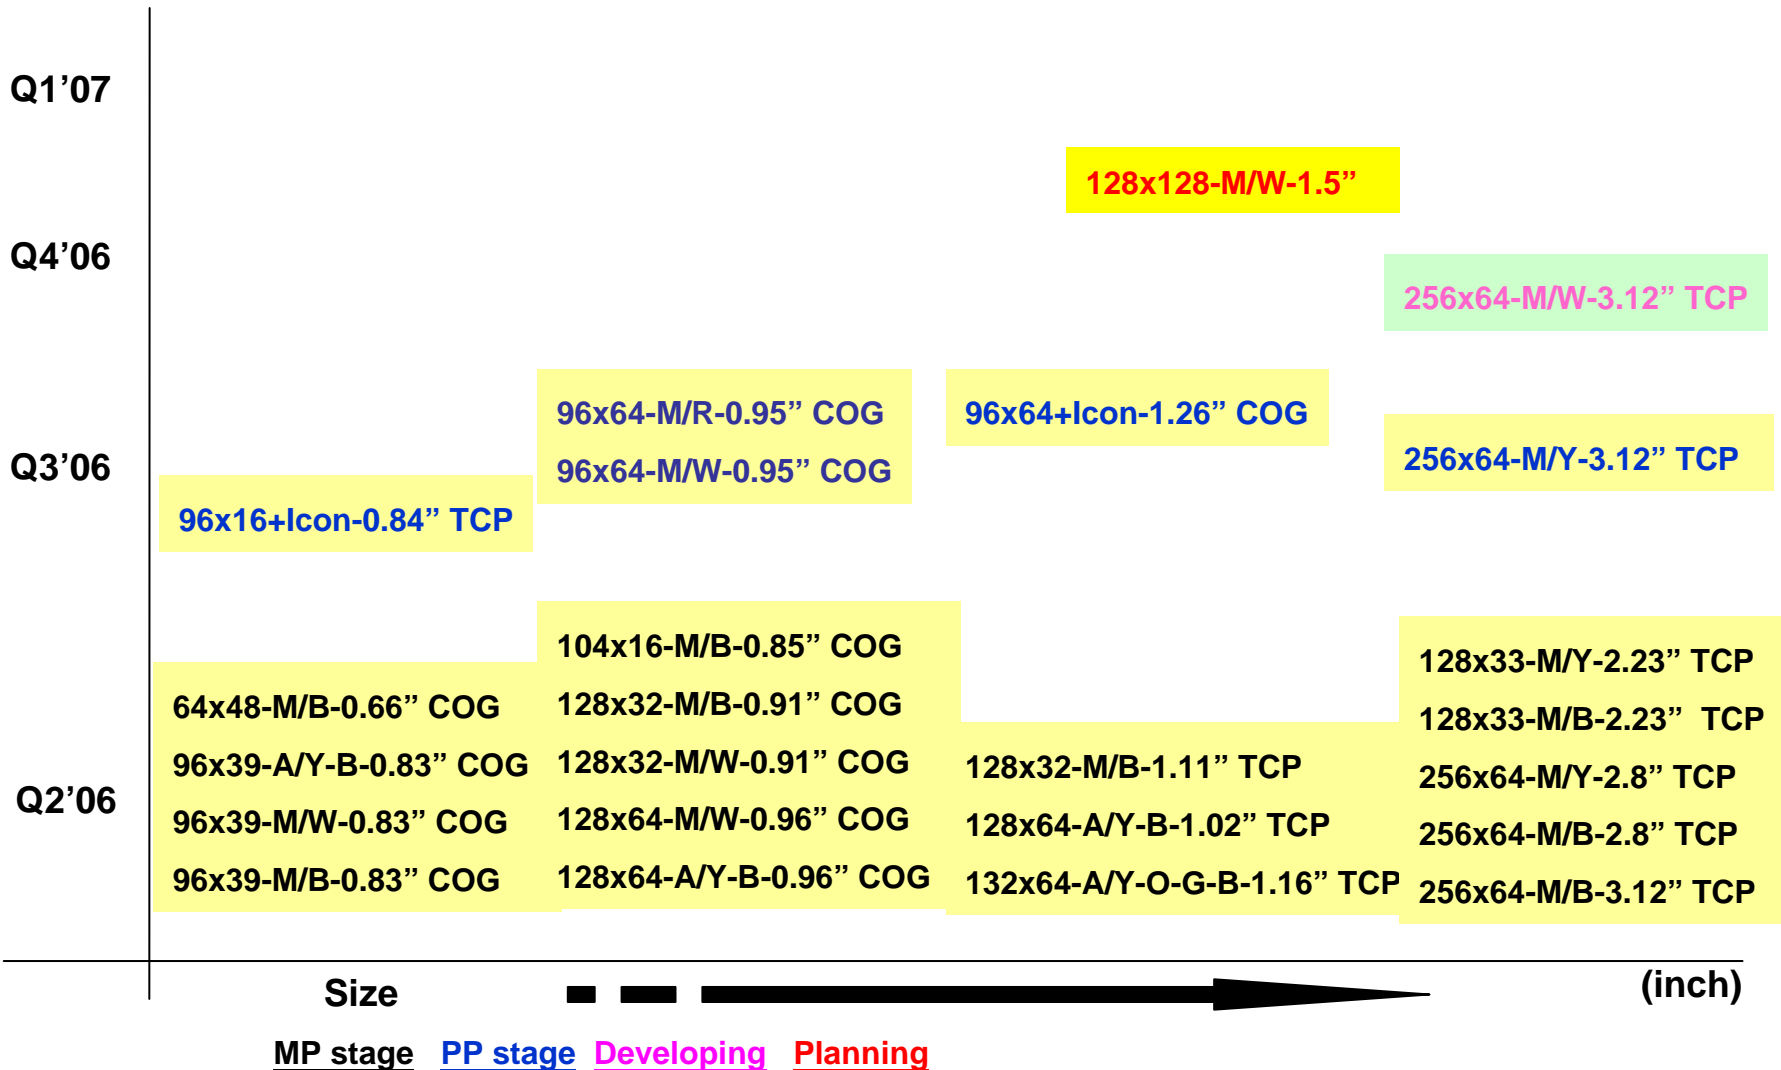 Q1’07
128x128-M/W-1.5”
Q4’06
256x64-M/W-3.12” TCP
96x64-M/R-0.95” COG
96x64-M/W-0.95” COG
96x64+Icon-1.26” COG
256x64-M/Y-3.12” TCP
Q3’06
96x16+Icon-0.84” TCP
Q2’06
64x48-M/B-0.66” COG
96x39-A/Y-B-0.83” COG
96x39-M/W-0.83” COG
96x39-M/B-0.83” COG
104x16-M/B-0.85” COG
128x32-M/B-0.91” COG
128x32-M/W-0.91” COG
128x64-M/W-0.96” COG
128x64-A/Y-B-0.96” COG
128x32-M/B-1.11” TCP
128x64-A/Y-B-1.02” TCP
132x64-A/Y-O-G-B-1.16” TCP
128x33-M/Y-2.23” TCP
128x33-M/B-2.23” TCP
256x64-M/Y-2.8” TCP
256x64-M/B-2.8” TCP
256x64-M/B-3.12” TCP
Size
(inch)
MP stage PP stage Developing Planning